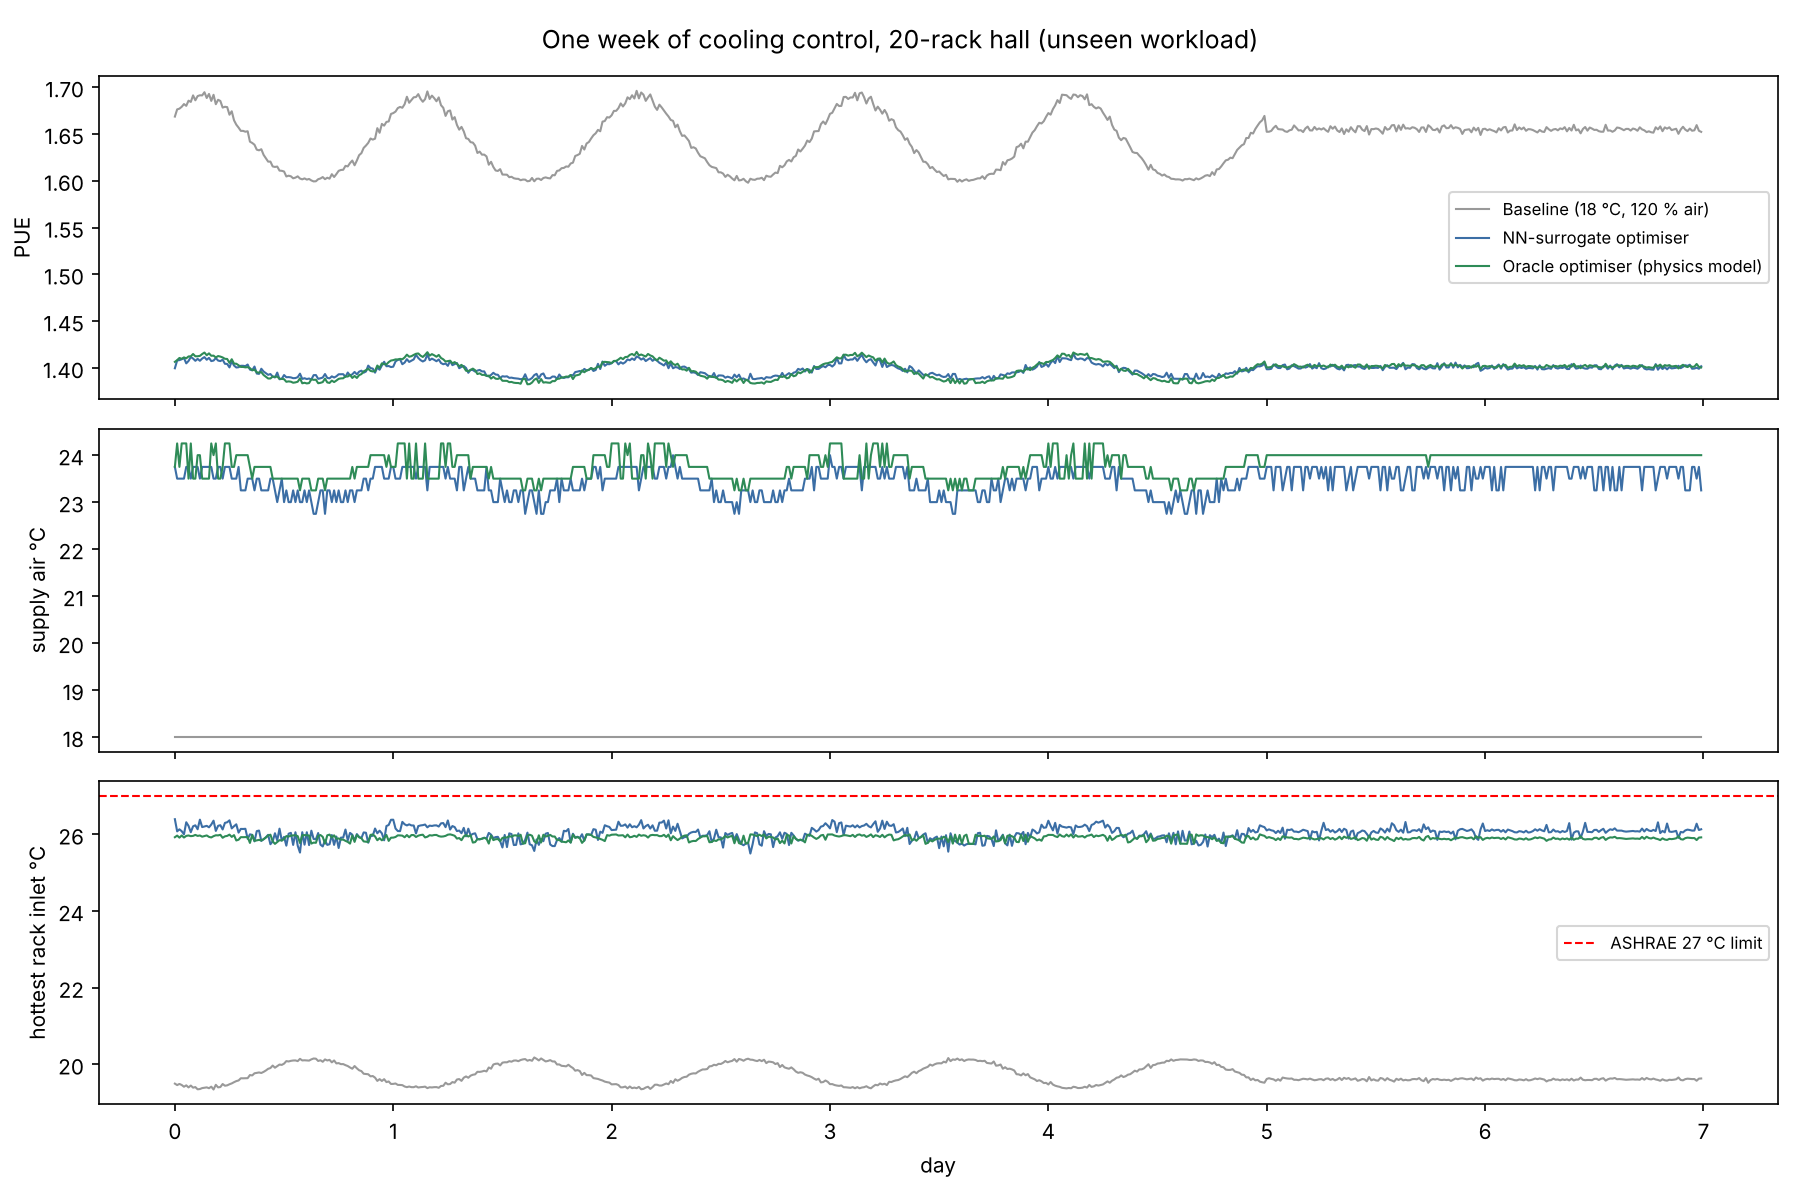 One week of cooling control, 20-rack hall (unseen workload)
PUE
1.70
1.65
1.60
1.55
1.50
1.45
1.40
Baseline (18 °C, 120 % air)
NN-surrogate optimiser
Oracle optimiser (physics model)
supply air °C
24
23
22
21
20
19
18
hottest rack inlet °C
26
24
22
20
ASHRAE 27 °C limit
0 1 2 3 4 5 6 7
day